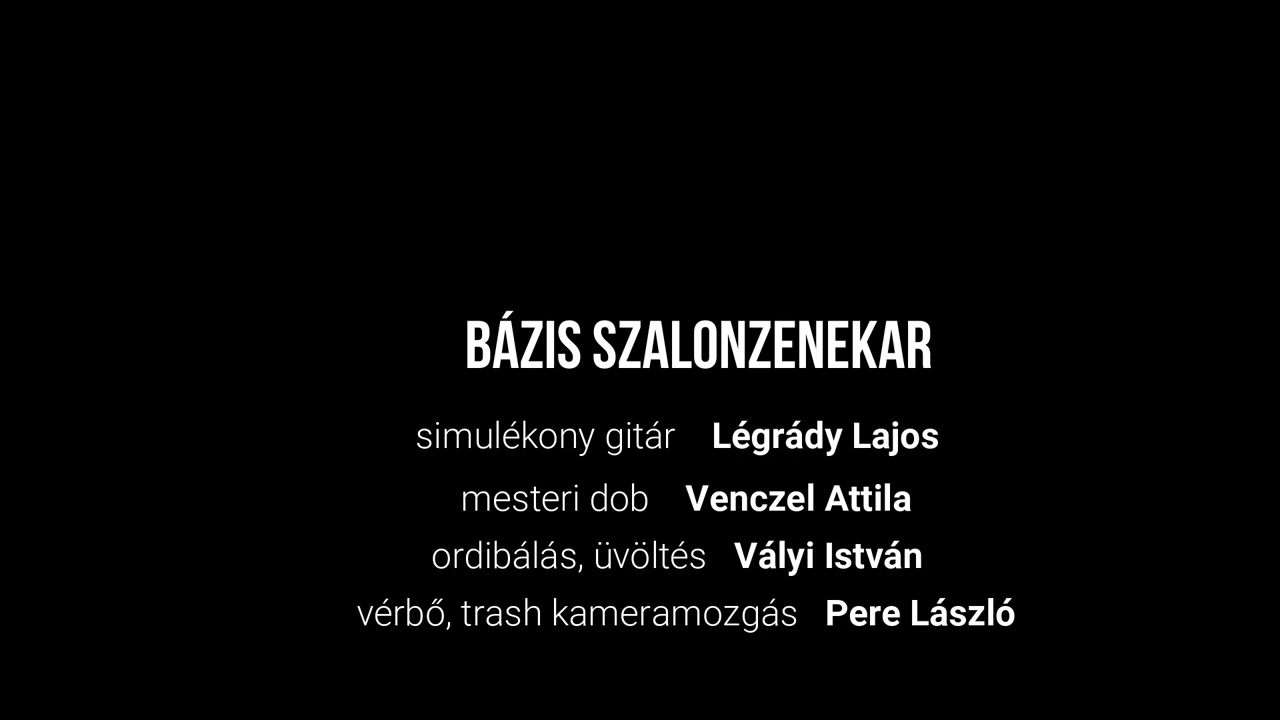 BÁZIS SZALONZENEKAR
simulékony gitár Légrády Lajos
mesteri dob Venczel Attila
ordibálás, üvöltés Vályi István
vérbő, trash kameramozgás Pere László